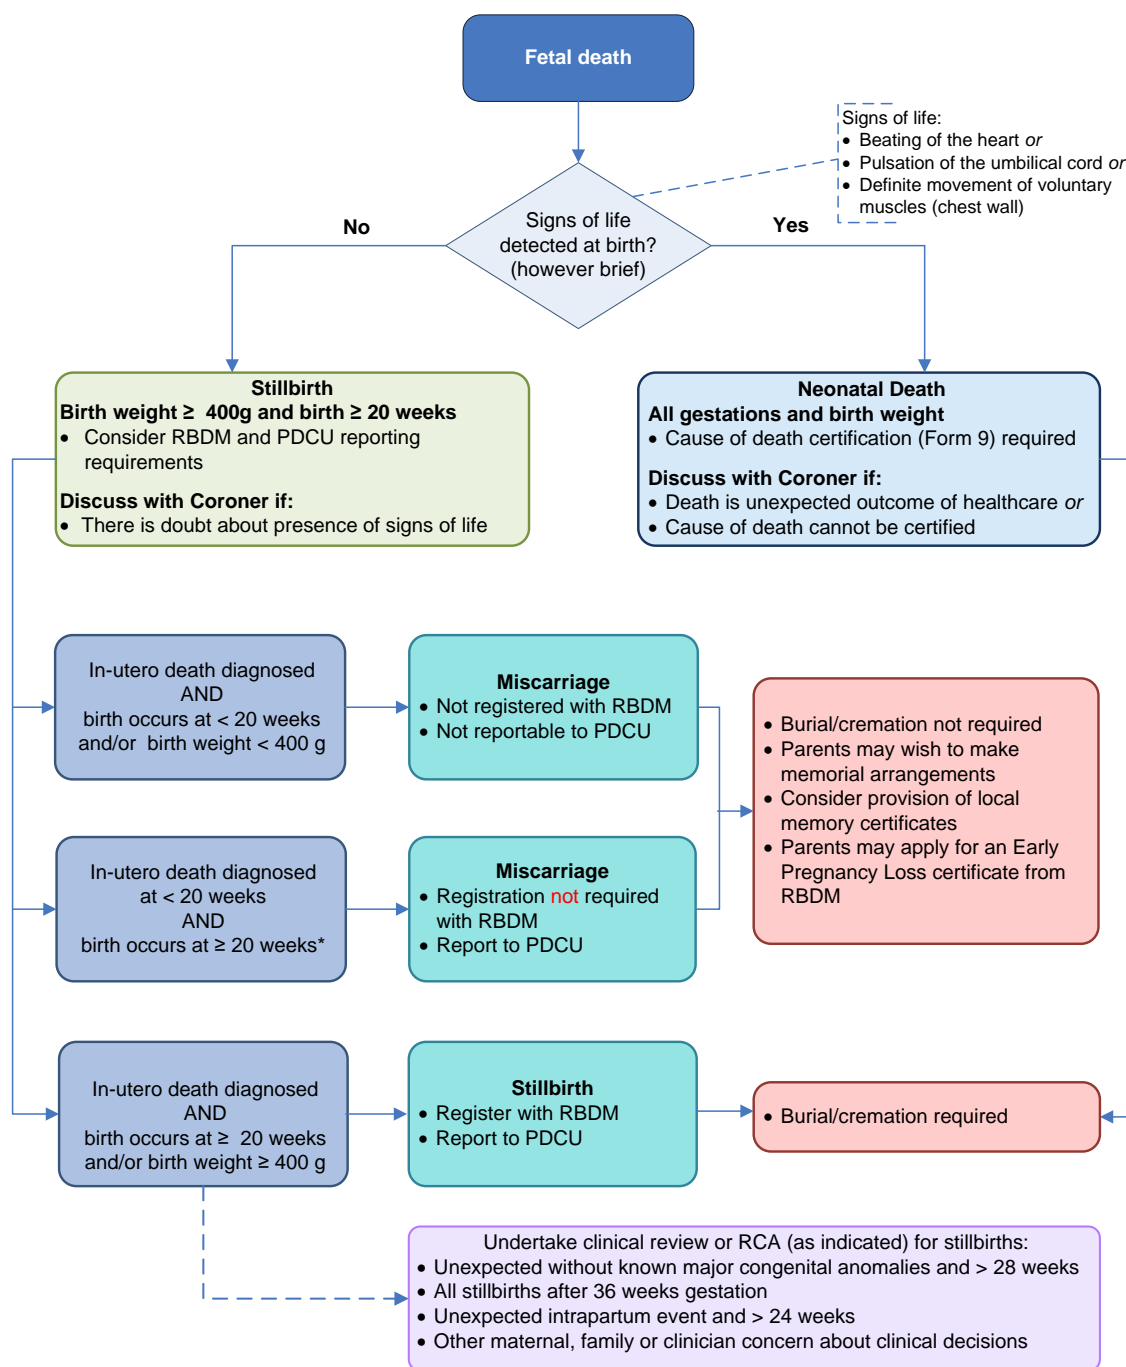 Fetal death
Signs of life:
• Beating of the heart or
• Pulsation of the umbilical cord or
• Definite movement of voluntary
muscles (chest wall)
Signs of life
detected at birth?
(however brief)
No
Yes
Stillbirth
Birth weight ≥ 400g and birth ≥ 20 weeks
• Consider RBDM and PDCU reporting
requirements
Discuss with Coroner if:
• There is doubt about presence of signs of life
Neonatal Death
All gestations and birth weight
• Cause of death certification (Form 9) required
Discuss with Coroner if:
• Death is unexpected outcome of healthcare or
• Cause of death cannot be certified
In-utero death diagnosed
AND
birth occurs at < 20 weeks
and/or birth weight < 400 g
Miscarriage
• Not registered with RBDM
• Not reportable to PDCU
• Burial/cremation not required
• Parents may wish to make
memorial arrangements
• Consider provision of local
memory certificates
• Parents may apply for an Early
Pregnancy Loss certificate from
RBDM
In-utero death diagnosed
at < 20 weeks
AND
birth occurs at ≥ 20 weeks*
Miscarriage
• Registration not required
with RBDM
• Report to PDCU
In-utero death diagnosed
AND
birth occurs at ≥ 20 weeks
and/or birth weight ≥ 400 g
Stillbirth
• Register with RBDM
• Report to PDCU
• Burial/cremation required
Undertake clinical review or RCA (as indicated) for stillbirths:
• Unexpected without known major congenital anomalies and > 28 weeks
• All stillbirths after 36 weeks gestation
• Unexpected intrapartum event and > 24 weeks
• Other maternal, family or clinician concern about clinical decisions